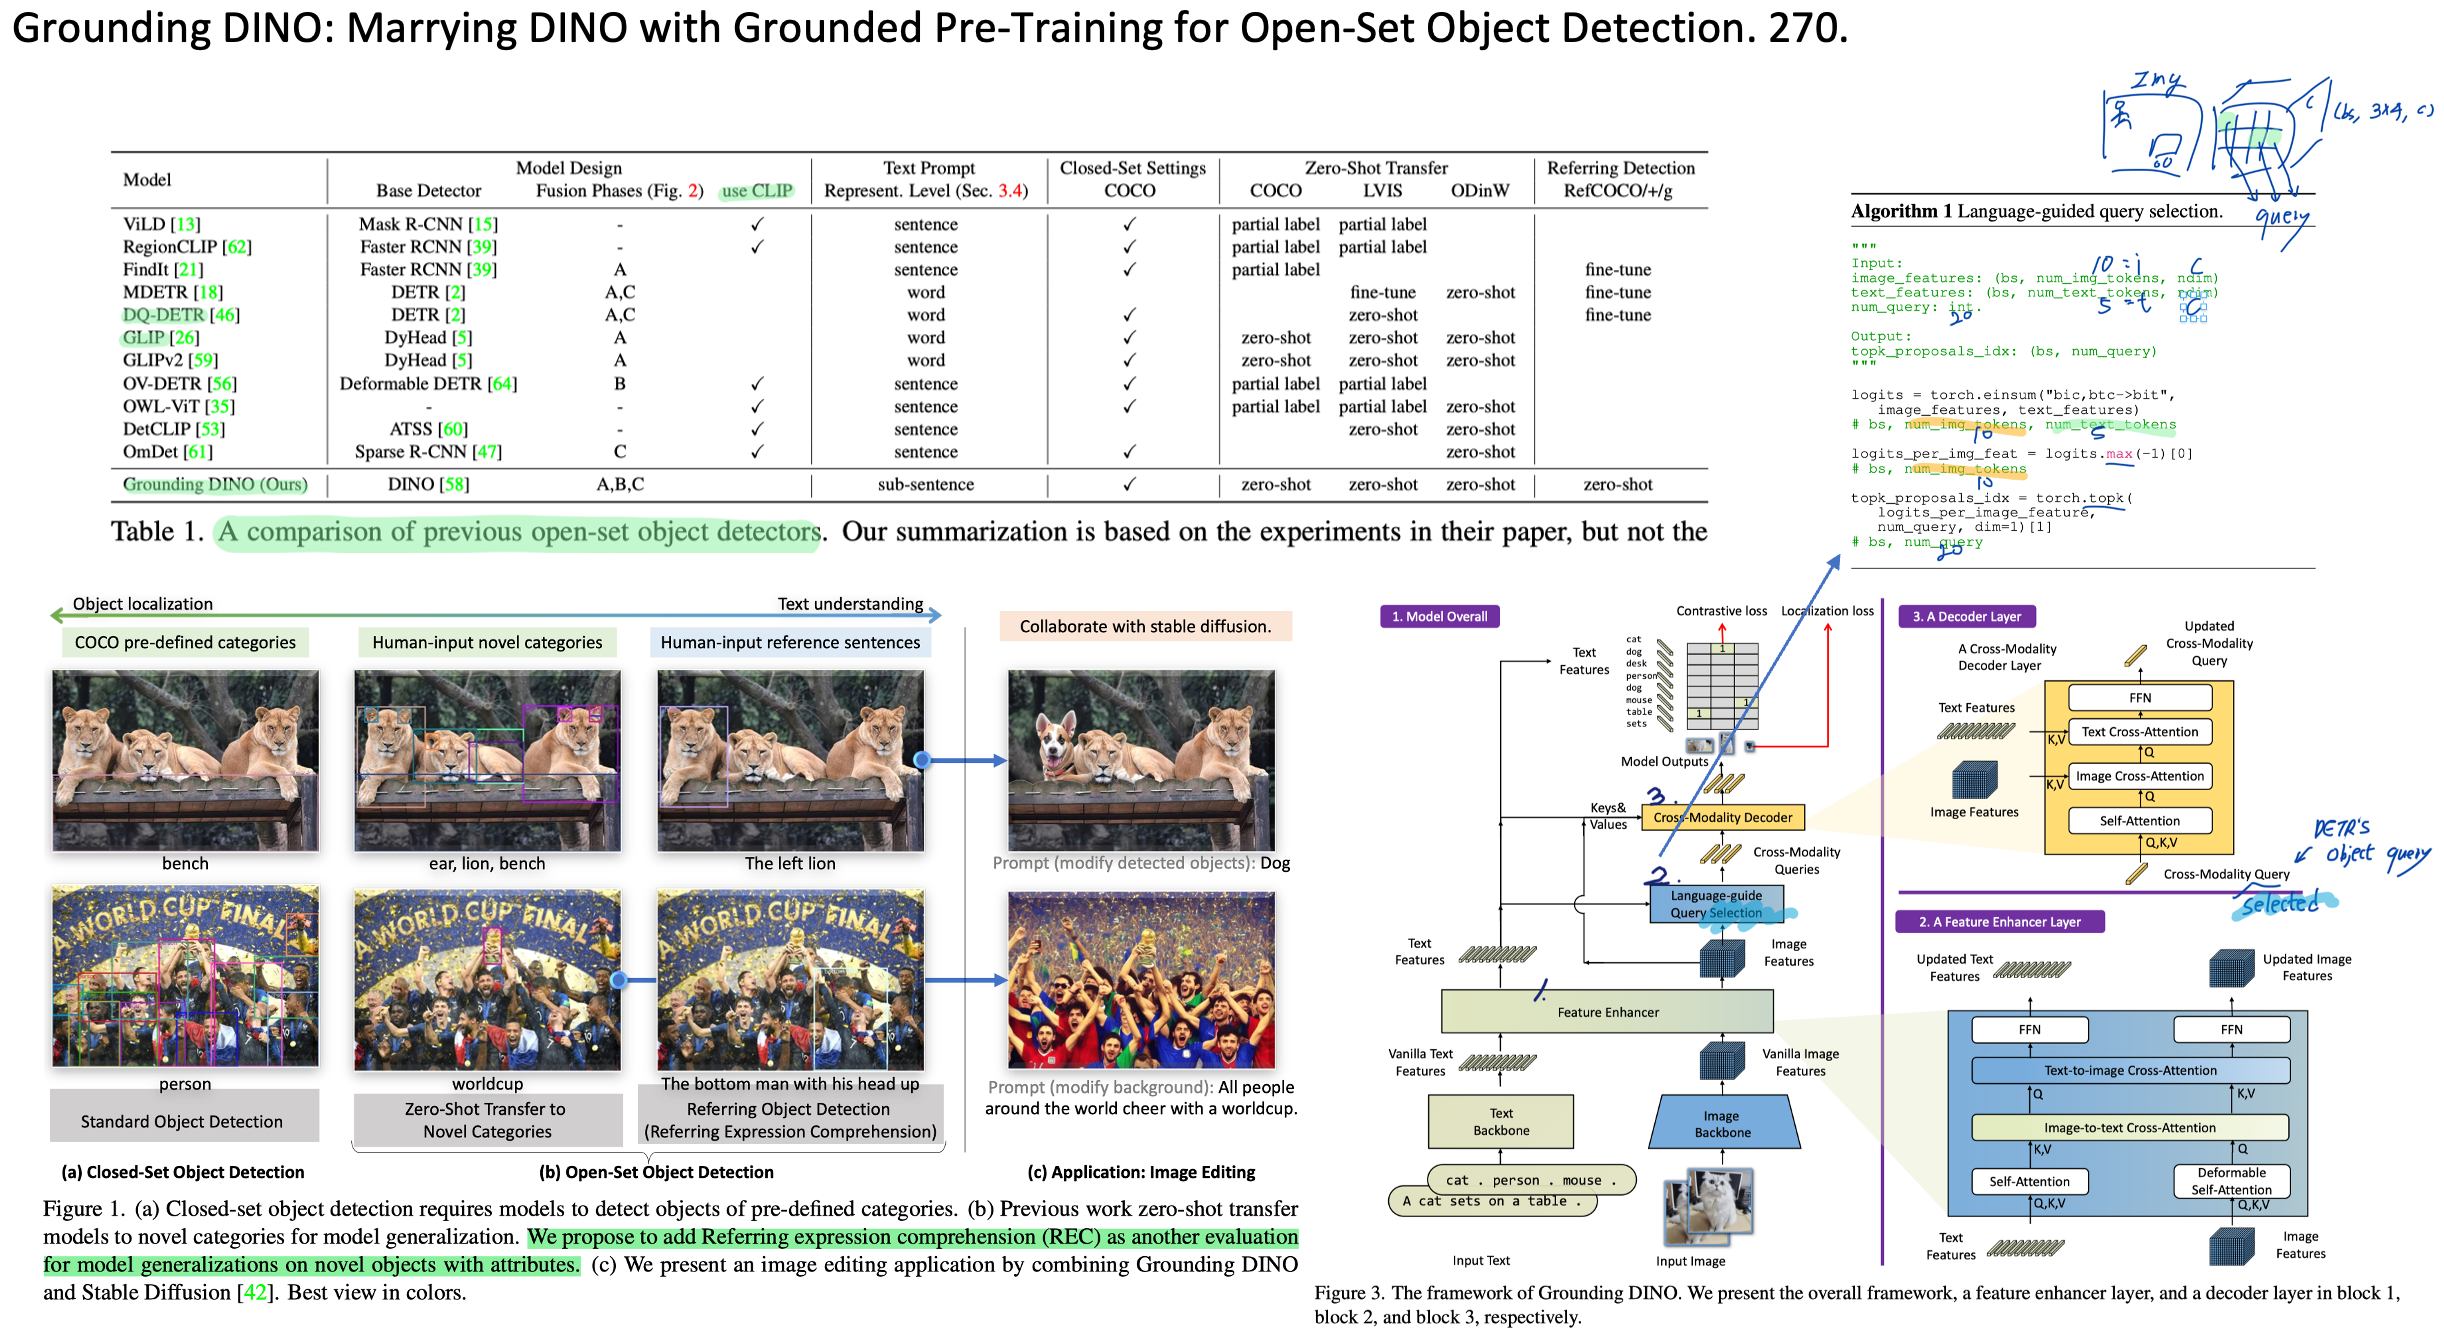 Grounding DINO: Marrying DINO with Grounded Pre-Training for Open-Set Object Detection. 270.
Model
Model Design
Text Prompt
Closed-Set Settings
Zero-Shot Transfer
Referring Detection
Base Detector Fusion Phases (Fig. 2) use CLIP Represent. Level (Sec. 3.4) COCO COCO LVIS ODinW RefCOCO/+/g
ViLD [13] Mask R-CNN [15] - ✓ sentence ✓ partial label partial label
RegionCLIP [62] Faster RCNN [39] - ✓ sentence ✓ partial label partial label
FindIt [21] Faster RCNN [39] A sentence ✓ partial label fine-tune
MDETR [18] DETR [2] A,C word fine-tune zero-shot fine-tune
DQ-DETR [46] DETR [2] A,C word ✓ zero-shot fine-tune
GLIP [26] DyHead [5] A word ✓ zero-shot zero-shot zero-shot
GLIPv2 [59] DyHead [5] A word ✓ zero-shot zero-shot zero-shot
OV-DETR [56] Deformable DETR [64] B ✓ sentence ✓ partial label partial label
OWL-ViT [35] - - ✓ sentence ✓ partial label partial label zero-shot
DetCLIP [53] ATSS [60] - ✓ sentence zero-shot zero-shot
OmDet [61] Sparse R-CNN [47] C ✓ sentence ✓ zero-shot
Grounding DINO (Ours) DINO [58] A,B,C sub-sentence ✓ zero-shot zero-shot zero-shot zero-shot
Table 1. A comparison of previous open-set object detectors. Our summarization is based on the experiments in their paper, but not the
Img
C
(bs, 3x4, c)
query
Algorithm 1 Language-guided query selection.
"""
Input:
10 = i C
image_features: (bs, num_img_tokens, ndim)
text_features: (bs, num_text_tokens, ndim)
5 = t C
num_query: int.
20
Output:
topk_proposals_idx: (bs, num_query)
"""
logits = torch.einsum("bic,btc->bit",
image_features, text_features)
# bs, num_img_tokens, num_text_tokens
10 5
logits_per_img_feat = logits.max(-1)[0]
# bs, num_img_tokens
10
topk_proposals_idx = torch.topk(
logits_per_image_feature,
num_query, dim=1)[1]
# bs, num_query
20
Object localization
Text understanding
COCO pre-defined categories
Human-input novel categories
Human-input reference sentences
Collaborate with stable diffusion.
bench
ear, lion, bench
The left lion
Prompt (modify detected objects): Dog
A WORLD CUP FINAL
A WORLD CUP FINAL
A WORLD CUP FINAL
person
worldcup
The bottom man with his head up
Prompt (modify background): All people
around the world cheer with a worldcup.
Standard Object Detection
Zero-Shot Transfer to
Novel Categories
Referring Object Detection
(Referring Expression Comprehension)
(a) Closed-Set Object Detection
(b) Open-Set Object Detection
(c) Application: Image Editing
Figure 1. (a) Closed-set object detection requires models to detect objects of pre-defined categories. (b) Previous work zero-shot transfer
models to novel categories for model generalization. We propose to add Referring expression comprehension (REC) as another evaluation
for model generalizations on novel objects with attributes. (c) We present an image editing application by combining Grounding DINO
and Stable Diffusion [42]. Best view in colors.
1. Model Overall
Contrastive loss
Localization loss
Text
Features
cat
dog
desk
person
dog
mouse
table
sets
1
1
1
Model Outputs
3.
Keys&
Values
Cross-Modality Decoder
Cross-Modality
Queries
2.
Language-guide
Query Selection
Text
Features
Image
Features
1.
Feature Enhancer
Vanilla Text
Features
Vanilla Image
Features
Text
Backbone
Image
Backbone
cat . person . mouse .
A cat sets on a table .
Input Text
Input Image
3. A Decoder Layer
A Cross-Modality
Decoder Layer
Updated
Cross-Modality
Query
FFN
Text Features
K,V
Text Cross-Attention
Q
K,V
Image Cross-Attention
Q
Image Features
Self-Attention
Q,K,V
Cross-Modality Query
DETR'S
object query
selected
2. A Feature Enhancer Layer
Updated Text
Features
Updated Image
Features
FFN
FFN
Text-to-image Cross-Attention
Q
K,V
Image-to-text Cross-Attention
K,V
Q
Self-Attention
Deformable
Self-Attention
Q,K,V
Q,K,V
Text
Features
Image
Features
Figure 3. The framework of Grounding DINO. We present the overall framework, a feature enhancer layer, and a decoder layer in block 1,
block 2, and block 3, respectively.